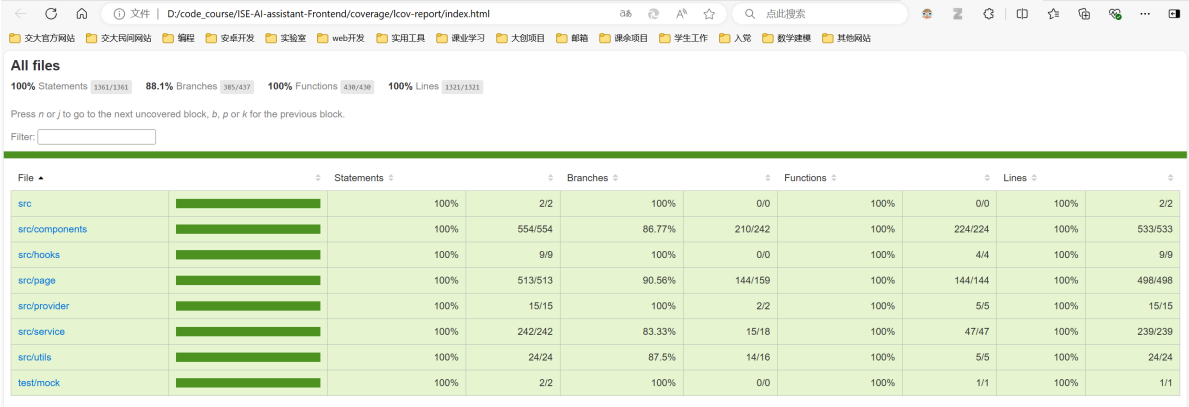 文件 D:/code_course/ISE-AI-assistant-Frontend/coverage/lcov-report/index.html 点此搜索
交大官方网站 交大民间网站 编程 安卓开发 实验室 web开发 实用工具 课业学习 大创项目 邮箱 课余项目 学生工作 入党 数学建模 其他网站
All files
100% Statements 1361/1361 88.1% Branches 385/437 100% Functions 430/430 100% Lines 1321/1321
Press n or j to go to the next uncovered block, b, p or k for the previous block.
Filter:
File Statements Branches Functions Lines
src 100% 2/2 100% 0/0 100% 0/0 100% 2/2
src/components 100% 554/554 86.77% 210/242 100% 224/224 100% 533/533
src/hooks 100% 9/9 100% 0/0 100% 4/4 100% 9/9
src/page 100% 513/513 90.56% 144/159 100% 144/144 100% 498/498
src/provider 100% 15/15 100% 2/2 100% 5/5 100% 15/15
src/service 100% 242/242 83.33% 15/18 100% 47/47 100% 239/239
src/utils 100% 24/24 87.5% 14/16 100% 5/5 100% 24/24
test/mock 100% 2/2 100% 0/0 100% 1/1 100% 1/1